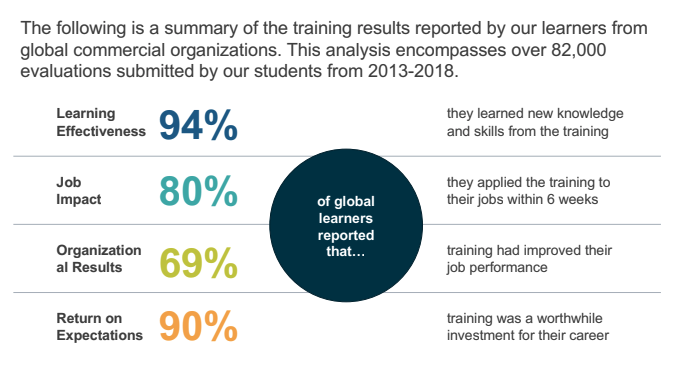 The following is a summary of the training results reported by our learners from
global commercial organizations. This analysis encompasses over 82,000
evaluations submitted by our students from 2013-2018.
Learning
Effectiveness
94%
they learned new knowledge
and skills from the training
Job
Impact
80%
they applied the training to
their jobs within 6 weeks
of global
learners
reported
that…
Organization
al Results
69%
training had improved their
job performance
Return on
Expectations
90%
training was a worthwhile
investment for their career